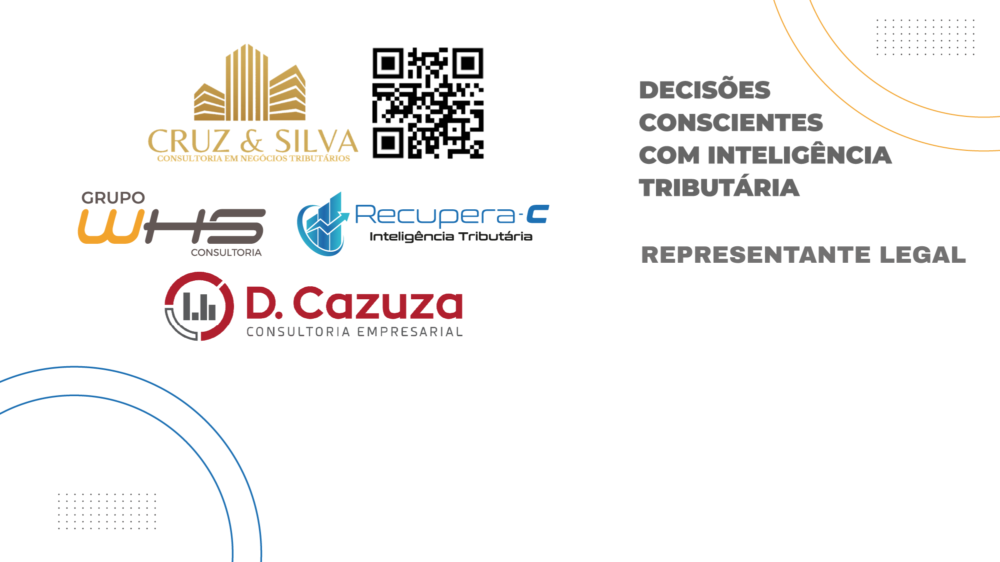 CRUZ & SILVA
CONSULTORIA EM NEGÓCIOS TRIBUTÁRIOS
GRUPO
WHS
CONSULTORIA
Recupera-C
Inteligência Tributária
D. Cazuza
CONSULTORIA EMPRESARIAL
DECISÕES
CONSCIENTES
COM INTELIGÊNCIA
TRIBUTÁRIA
REPRESENTANTE LEGAL